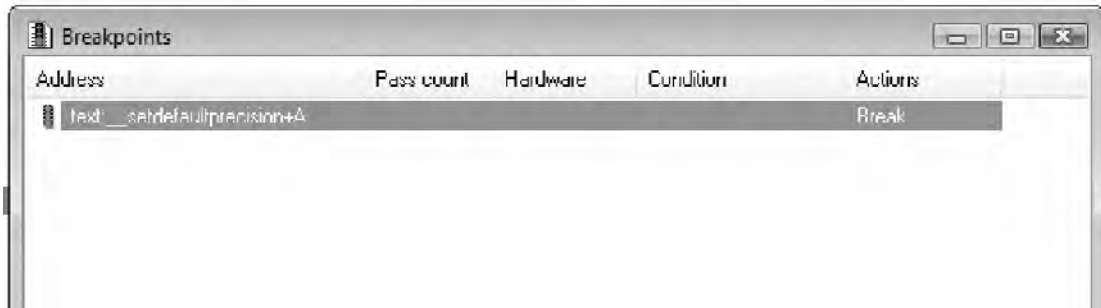 Breakpoints
Address Pass count Hardware Condition Actions
.text:__setdefaultprecision+A Break